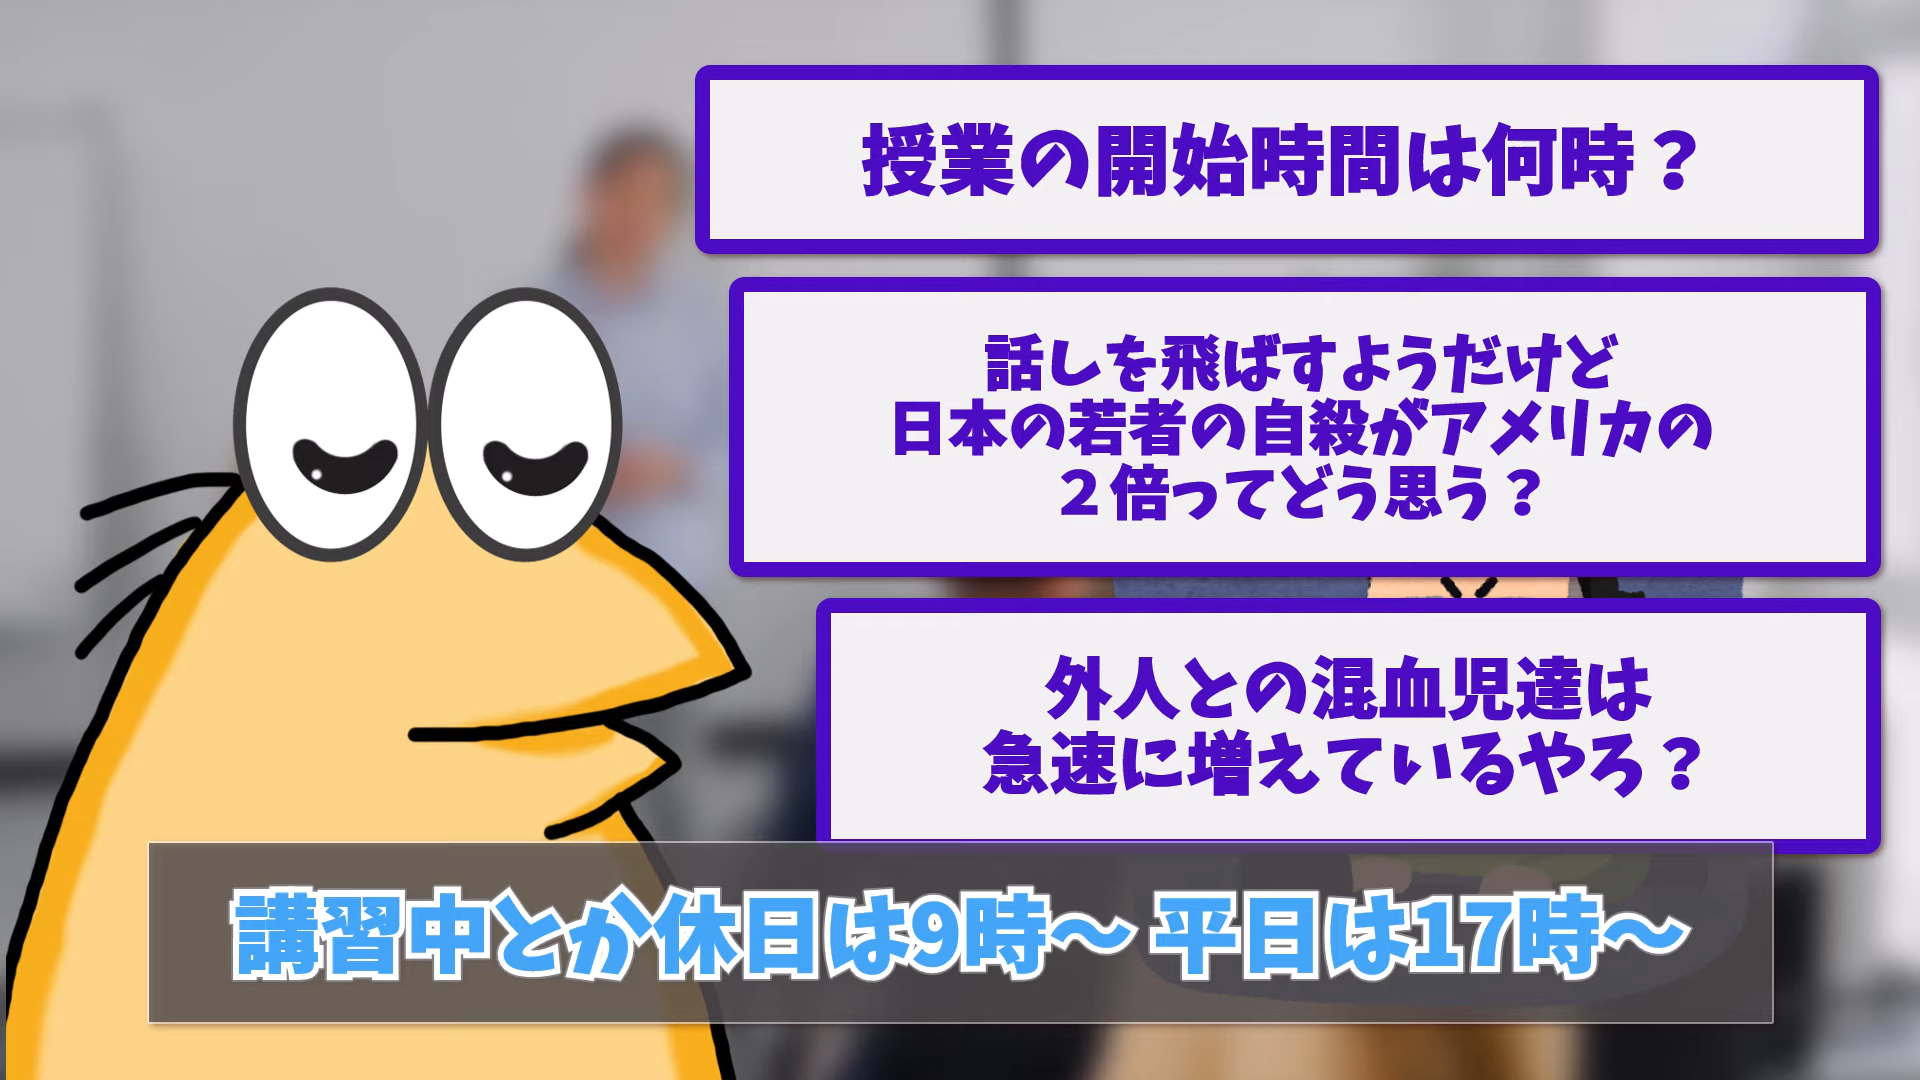 授業の開始時間は何時？
話しを飛ばすようだけど
日本の若者の自殺がアメリカの
２倍ってどう思う？
外人との混血児達は
急速に増えているやろ？
講習中とか休日は9時～ 平日は17時～